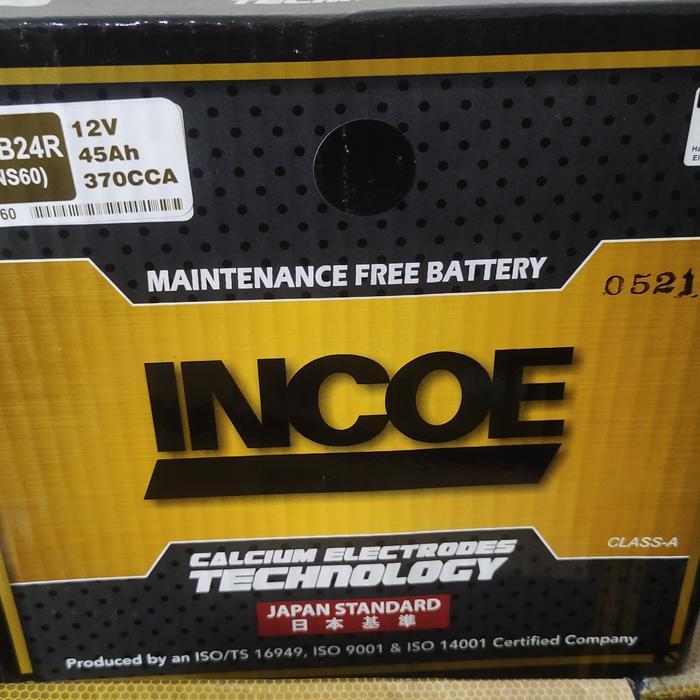 B24R
NS60)
12V
45Ah
370CCA
60
MAINTENANCE FREE BATTERY
0521
INCOE
CLASS-A
CALCIUM ELECTRODES
TECHNOLOGY
JAPAN STANDARD
日本基準
Produced by an ISO/TS 16949, ISO 9001 & ISO 14001 Certified Company